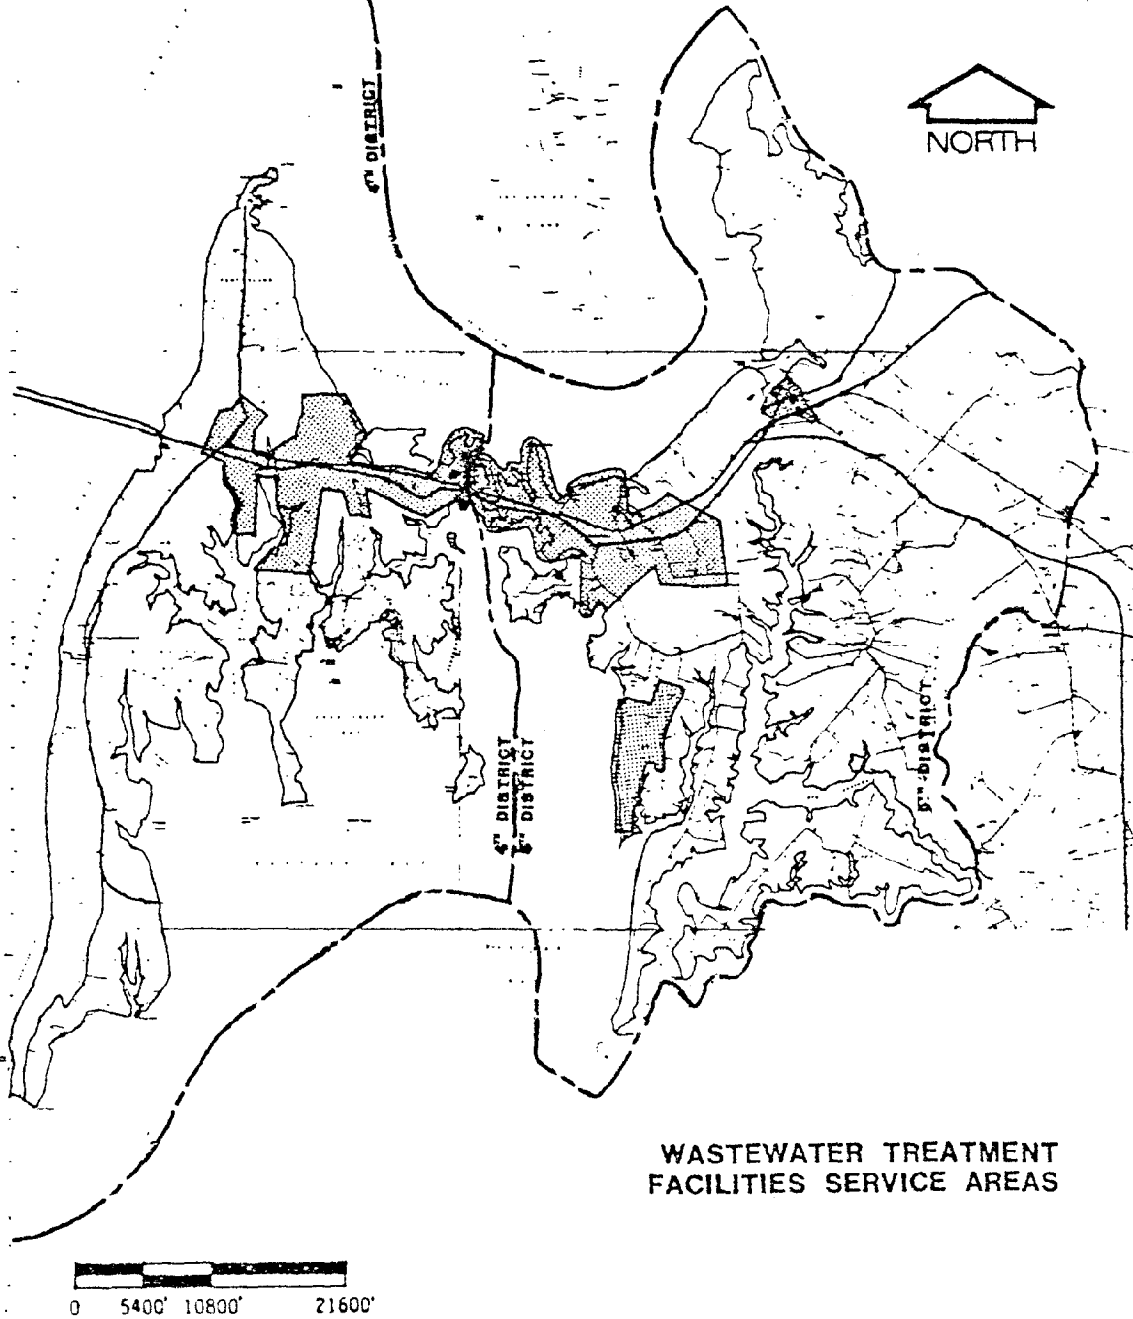 4TH DISTRICT
NORTH
4TH DISTRICT
5TH DISTRICT
5TH DISTRICT
WASTEWATER TREATMENT
FACILITIES SERVICE AREAS
0 5400' 10800' 21600'